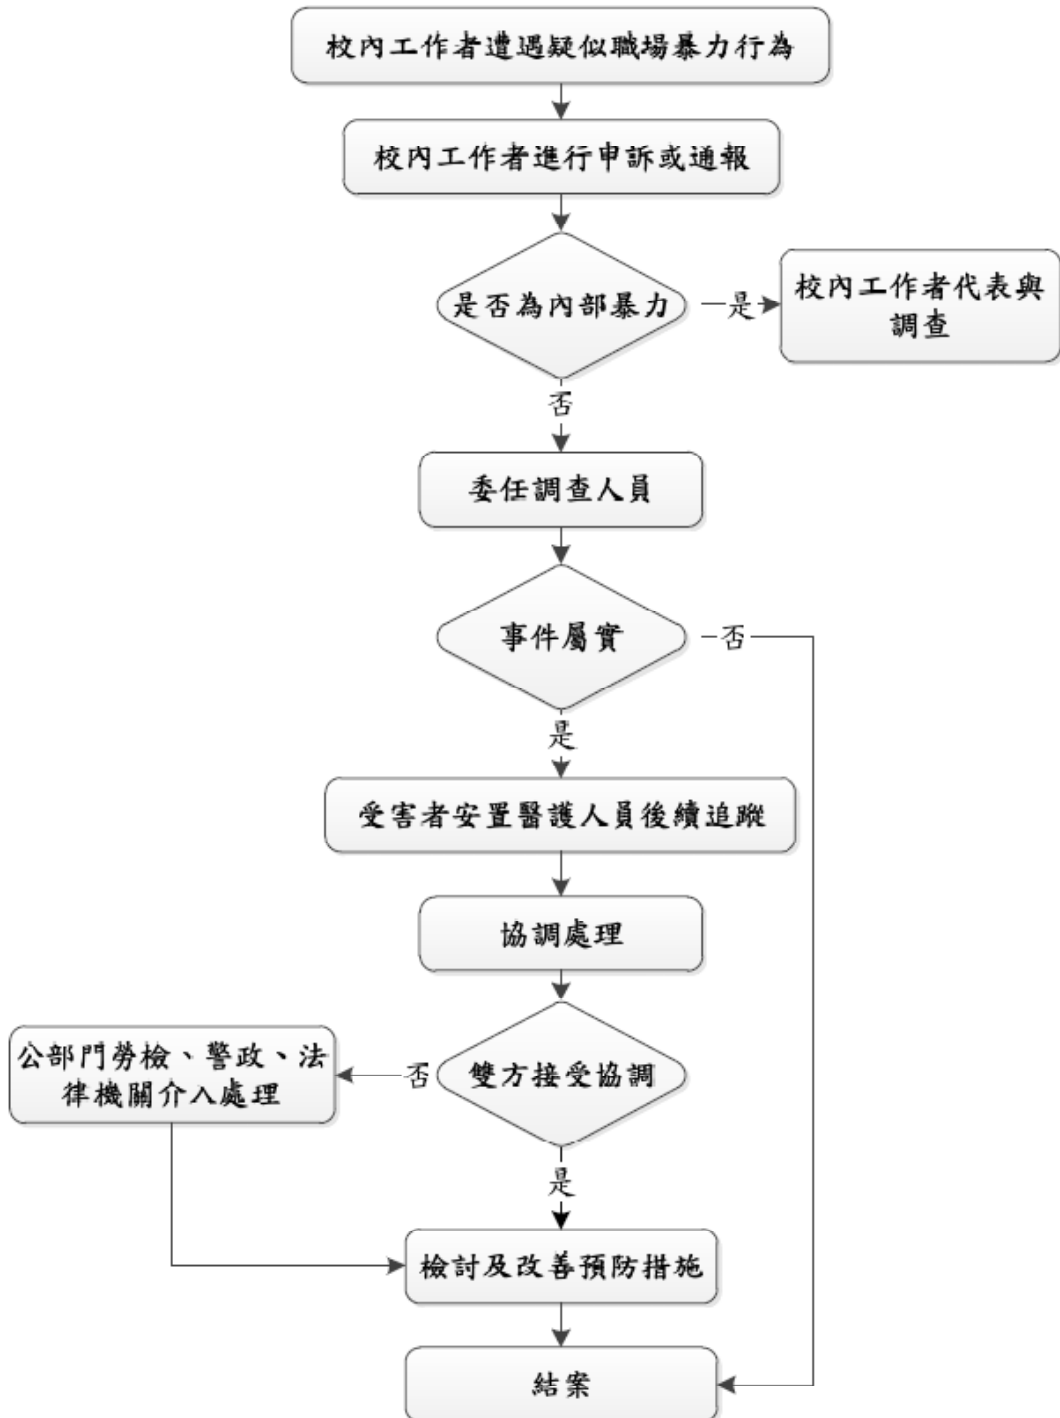 校內工作者遭遇疑似職場暴力行為
校內工作者進行申訴或通報
是否為內部暴力
是
校內工作者代表與
調查
否
委任調查人員
事件屬實
否
是
受害者安置醫護人員後續追蹤
協調處理
公部門勞檢、警政、法
律機關介入處理
否
雙方接受協調
是
檢討及改善預防措施
結案